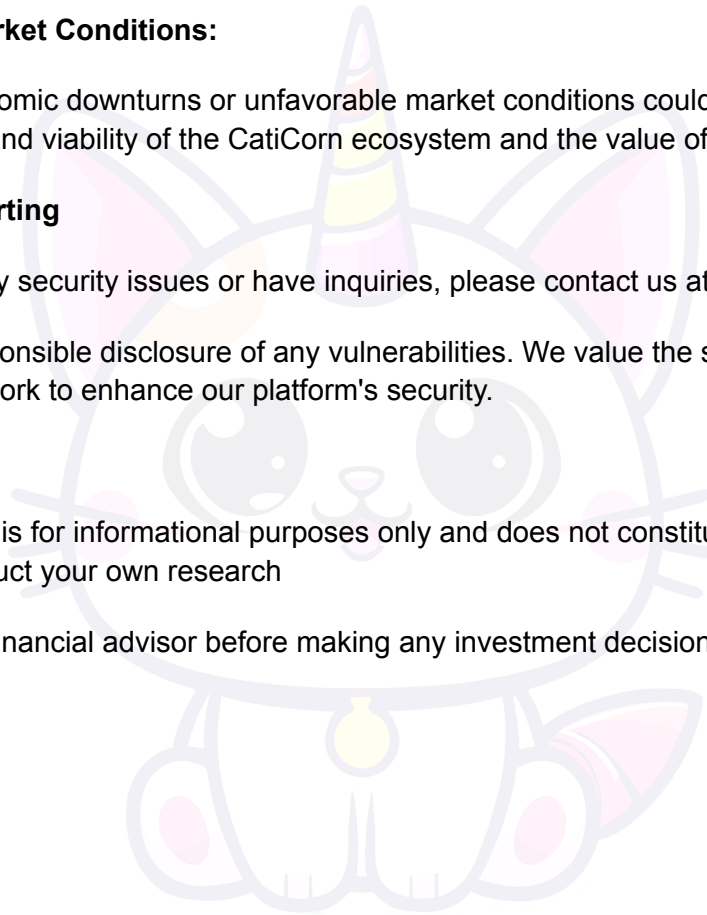 rket Conditions:
omic downturns or unfavorable market conditions could
nd viability of the CatiCorn ecosystem and the value of
rting
y security issues or have inquiries, please contact us at
onsible disclosure of any vulnerabilities. We value the s
ork to enhance our platform's security.
is for informational purposes only and does not constitu
uct your own research
nancial advisor before making any investment decision